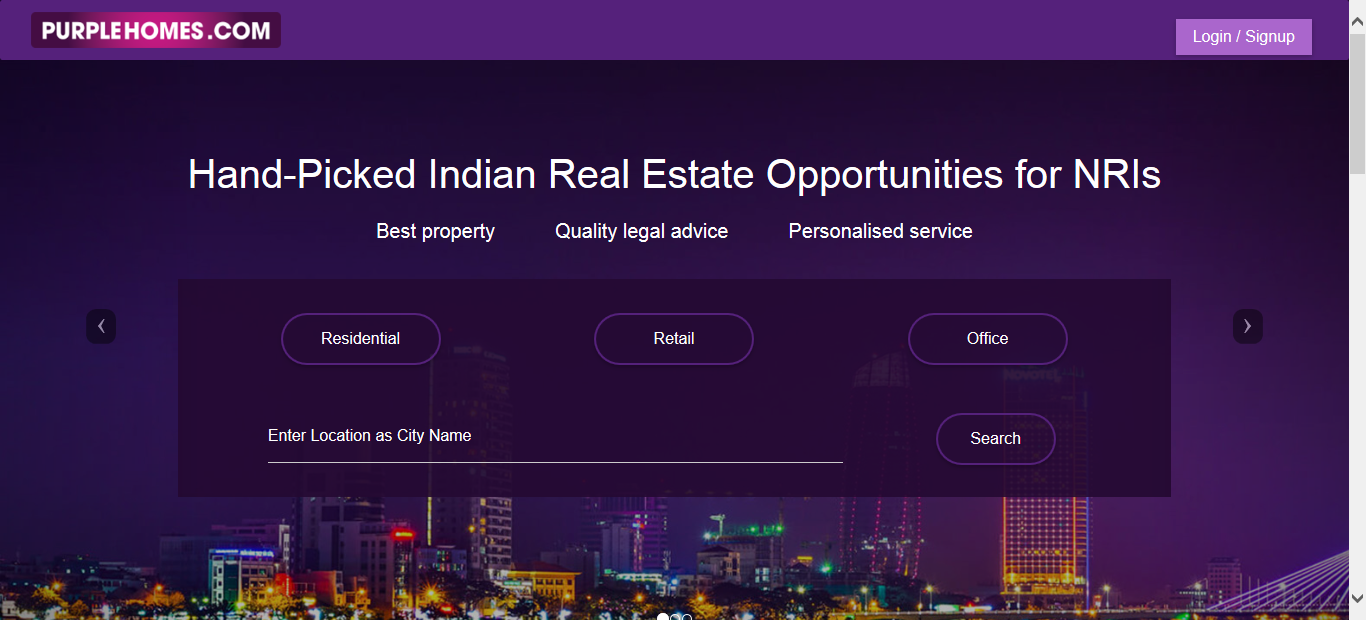 PURPLEHOMES.COM
Login / Signup
Hand-Picked Indian Real Estate Opportunities for NRIs
Best property Quality legal advice Personalised service
Residential Retail Office
NOVOTEL
Enter Location as City Name
Search